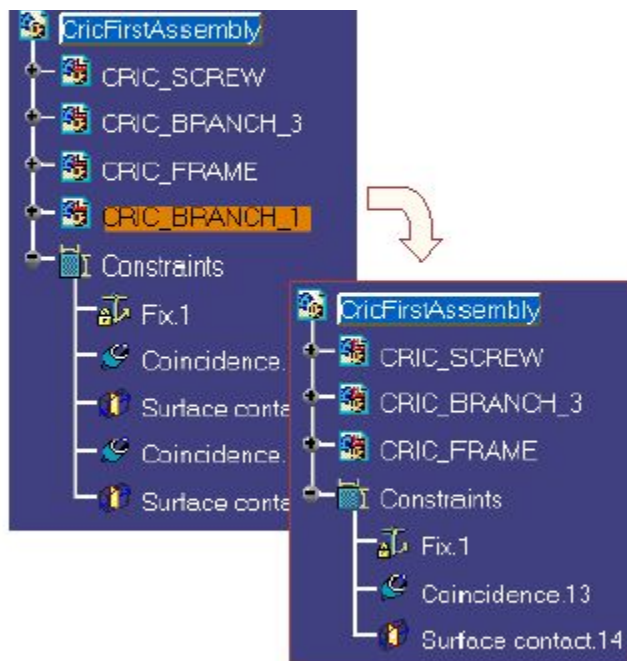 CricFirstAssembly
CRIC_SCREW
CRIC_BRANCH_3
CRIC_FRAME
CRIC_BRANCH_1
Constraints
Fix.1
Coincidence.
Surface conta
Coincidence.
Surface conta
CricFirstAssembly
CRIC_SCREW
CRIC_BRANCH_3
CRIC_FRAME
Constraints
Fix.1
Coincidence.13
Surface contact.14